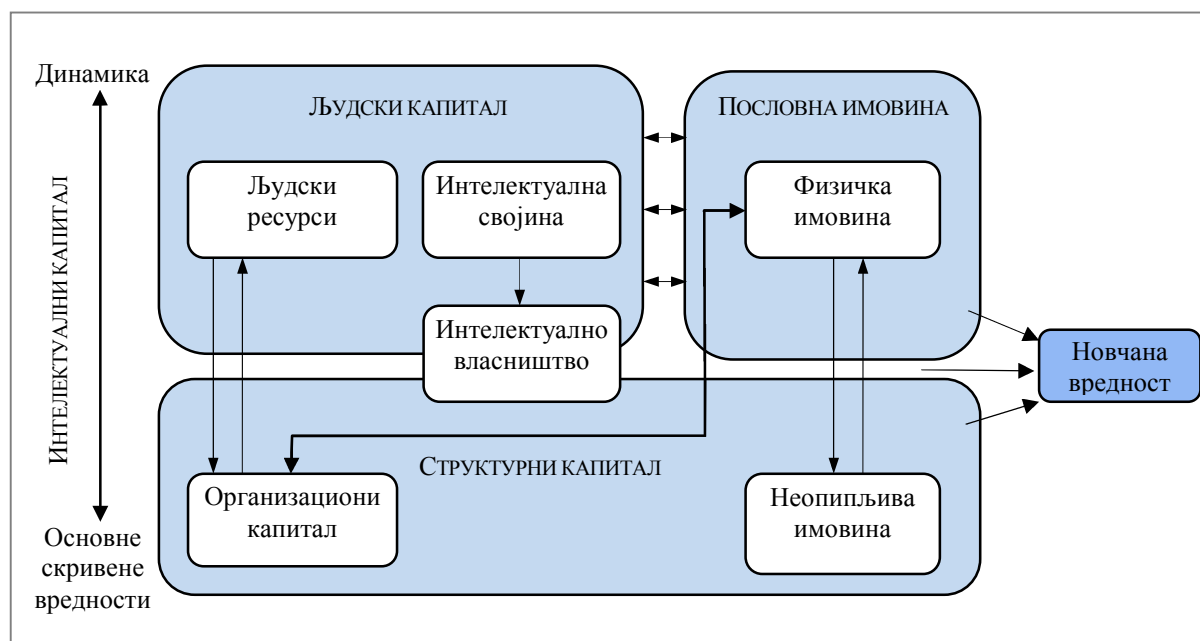 Динамика
ИНТЕЛЕКТУАЛНИ КАПИТАЛ
Основне
скривене
вредности
ЉУДСКИ КАПИТАЛ
Људски
ресурси
Интелектуална
својина
Интелектуално
власништво
ПОСЛОВНА ИМОВИНА
Физичка
имовина
СТРУКТУРНИ КАПИТАЛ
Организациони
капитал
Неопипљива
имовина
Новчана
вредност